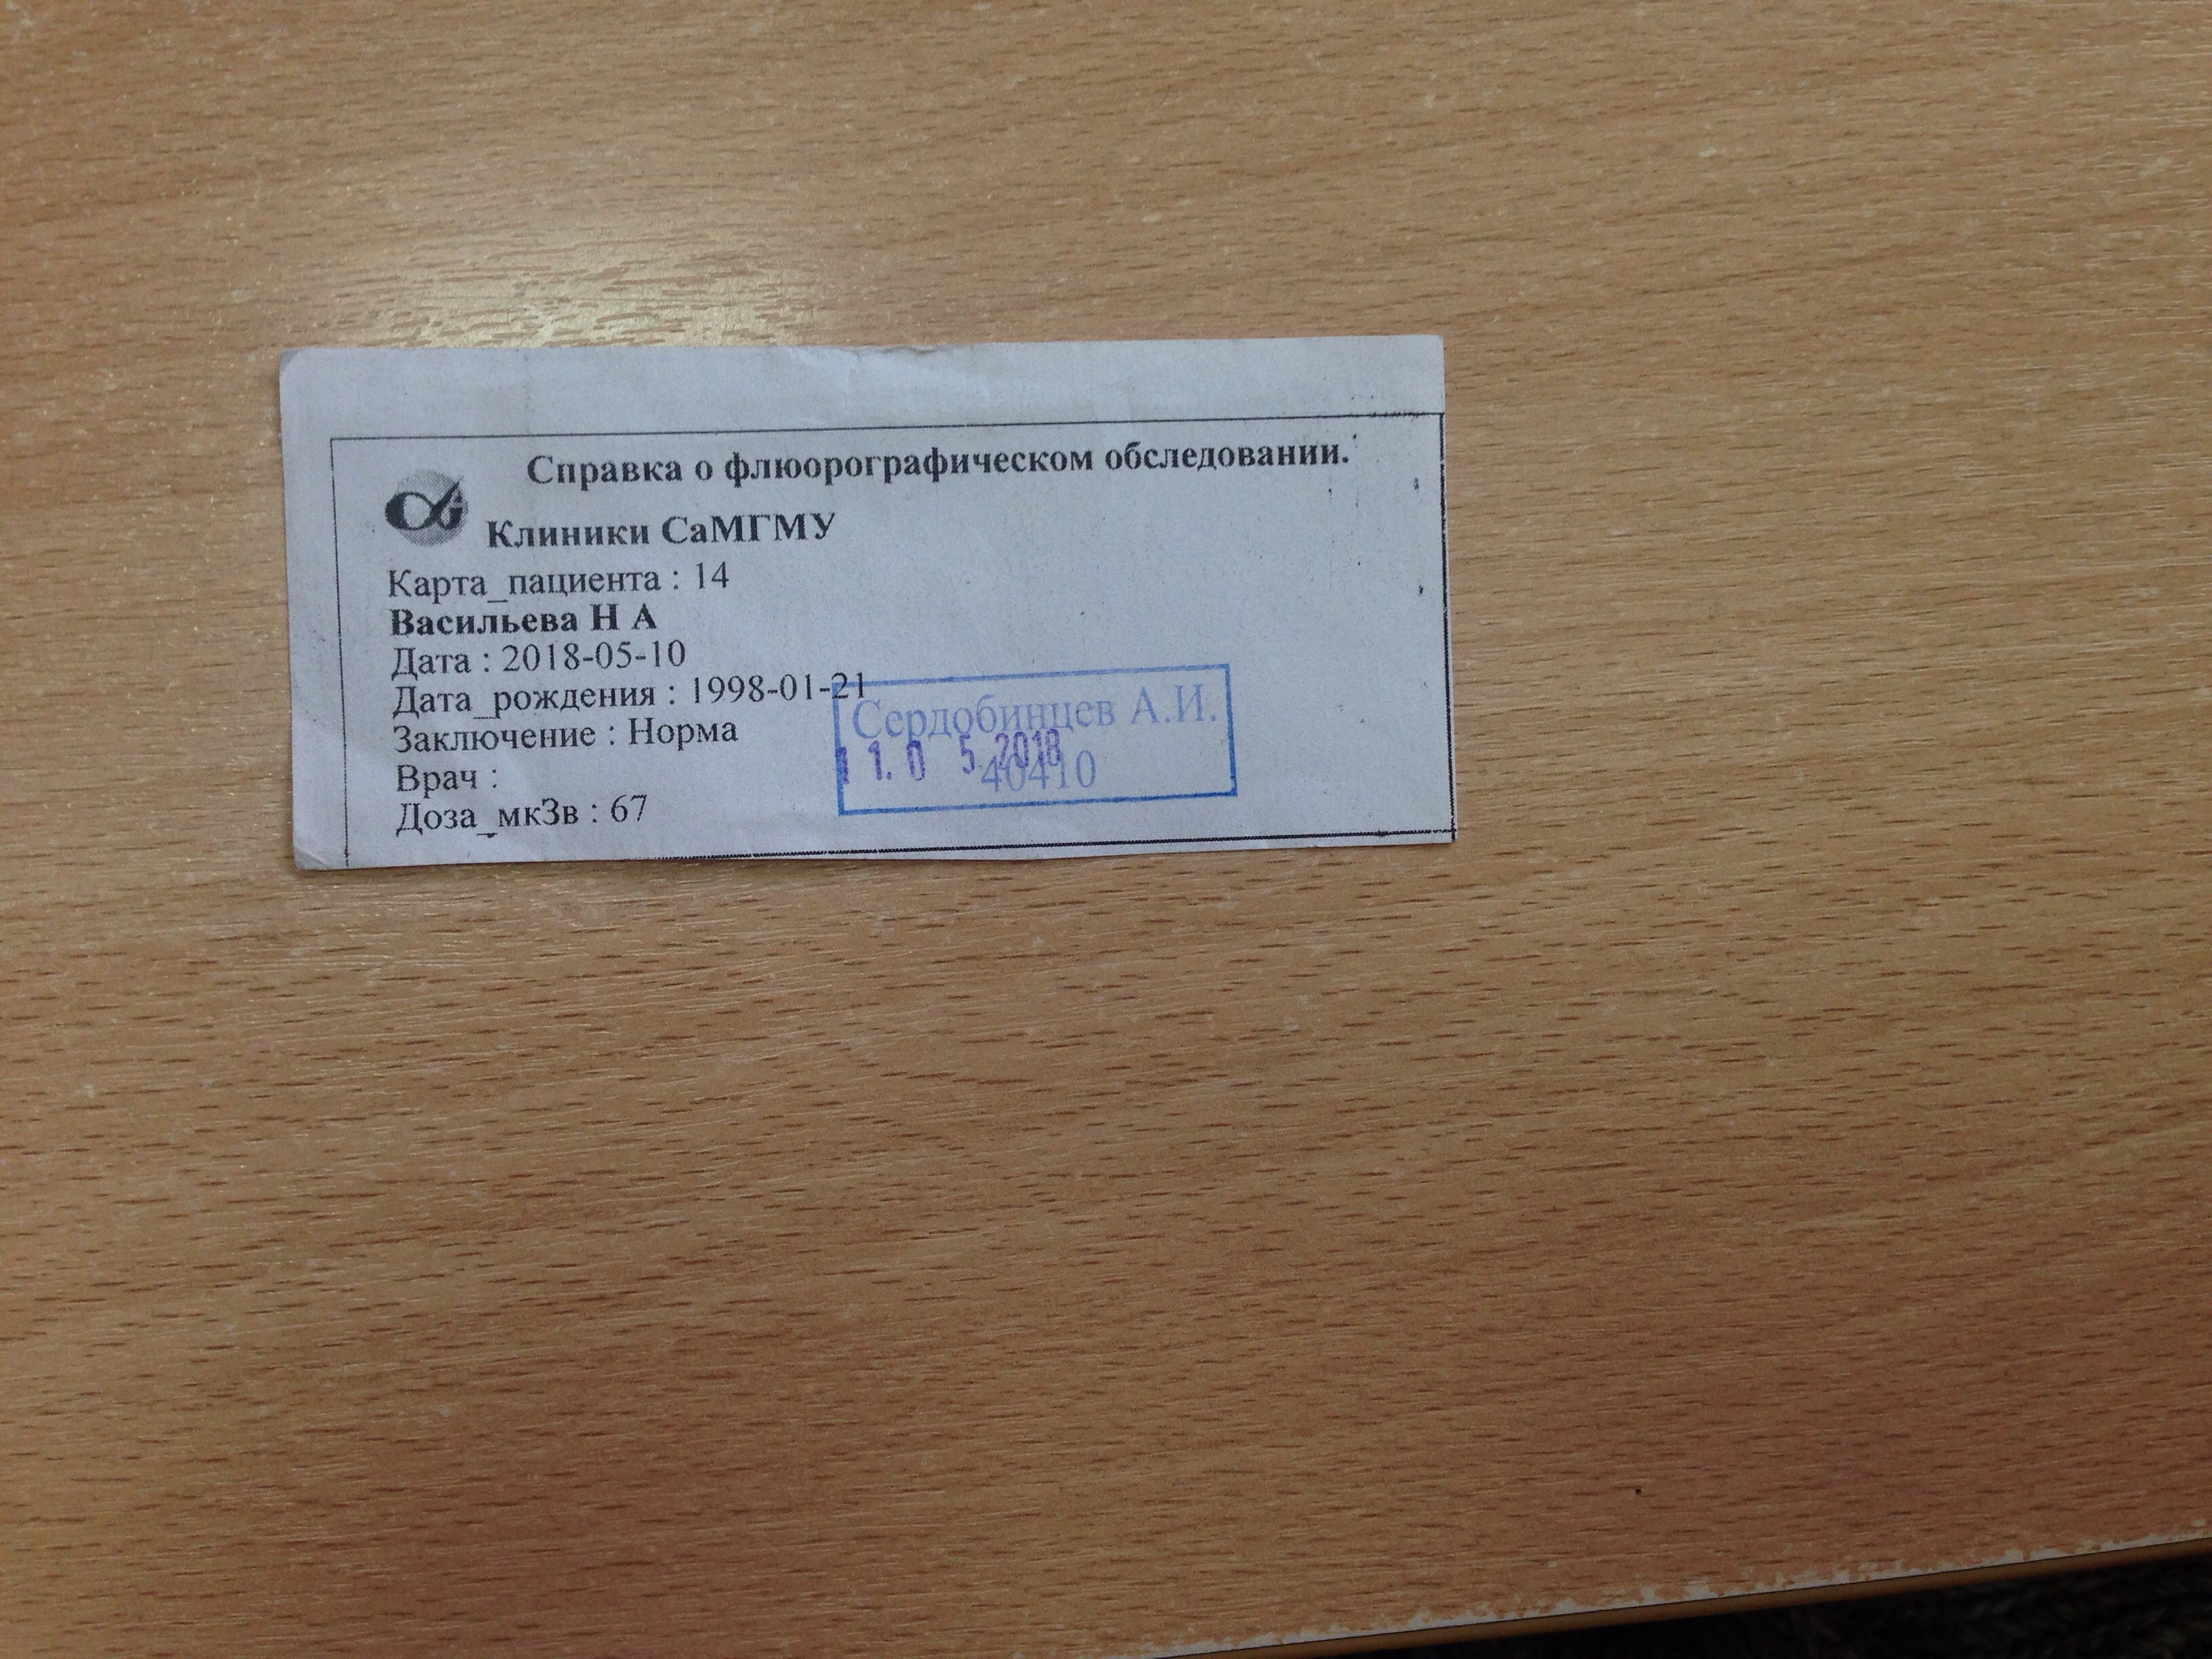 Справка о флюорографическом обследовании.
Клиники СаМГМУ
Карта_пациента : 14
Васильева Н А
Дата : 2018-05-10
Дата_рождения : 1998-01-21
Заключение : Норма
Врач :
Доза_мкЗв : 67
Сердобинцев А.И.
1 1. 0 5. 2018
40410